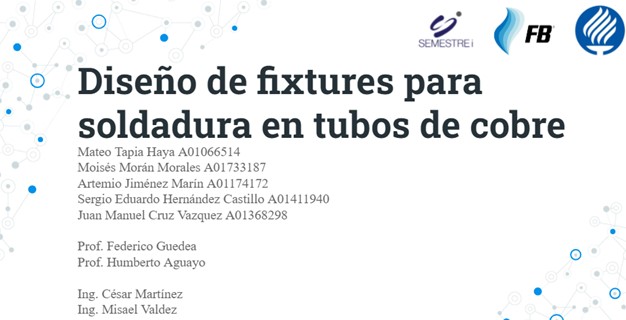 SEMESTRE i
FB
Diseño de fixtures para
soldadura en tubos de cobre
Mateo Tapia Haya A01066514
Moisés Morán Morales A01733187
Artemio Jiménez Marín A01174172
Sergio Eduardo Hernández Castillo A01411940
Juan Manuel Cruz Vazquez A01368298
Prof. Federico Guedea
Prof. Humberto Aguayo
Ing. César Martínez
Ing. Misael Valdez